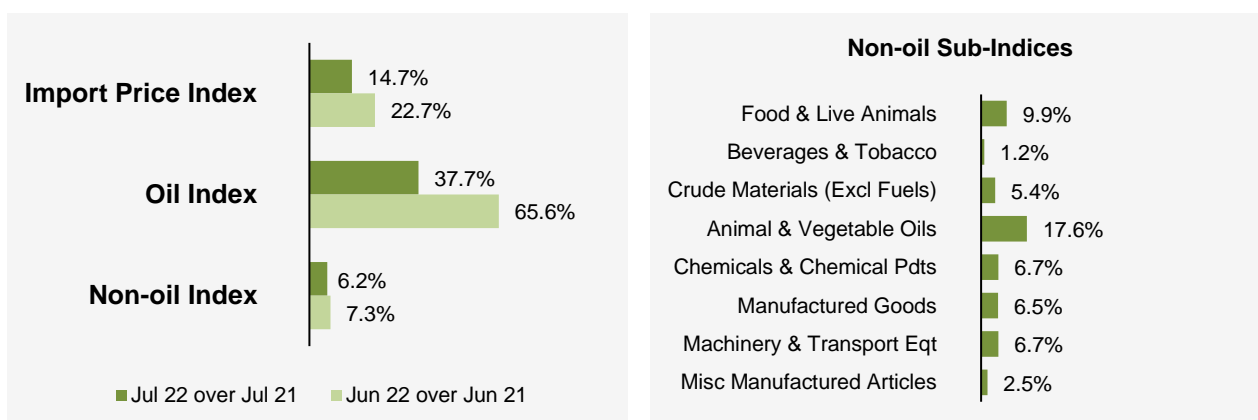 Import Price Index
14.7%
22.7%
Oil Index
37.7%
65.6%
Non-oil Index
6.2%
7.3%
Jul 22 over Jul 21
Jun 22 over Jun 21
Non-oil Sub-Indices
Food & Live Animals 9.9%
Beverages & Tobacco 1.2%
Crude Materials (Excl Fuels) 5.4%
Animal & Vegetable Oils 17.6%
Chemicals & Chemical Pdts 6.7%
Manufactured Goods 6.5%
Machinery & Transport Eqt 6.7%
Misc Manufactured Articles 2.5%